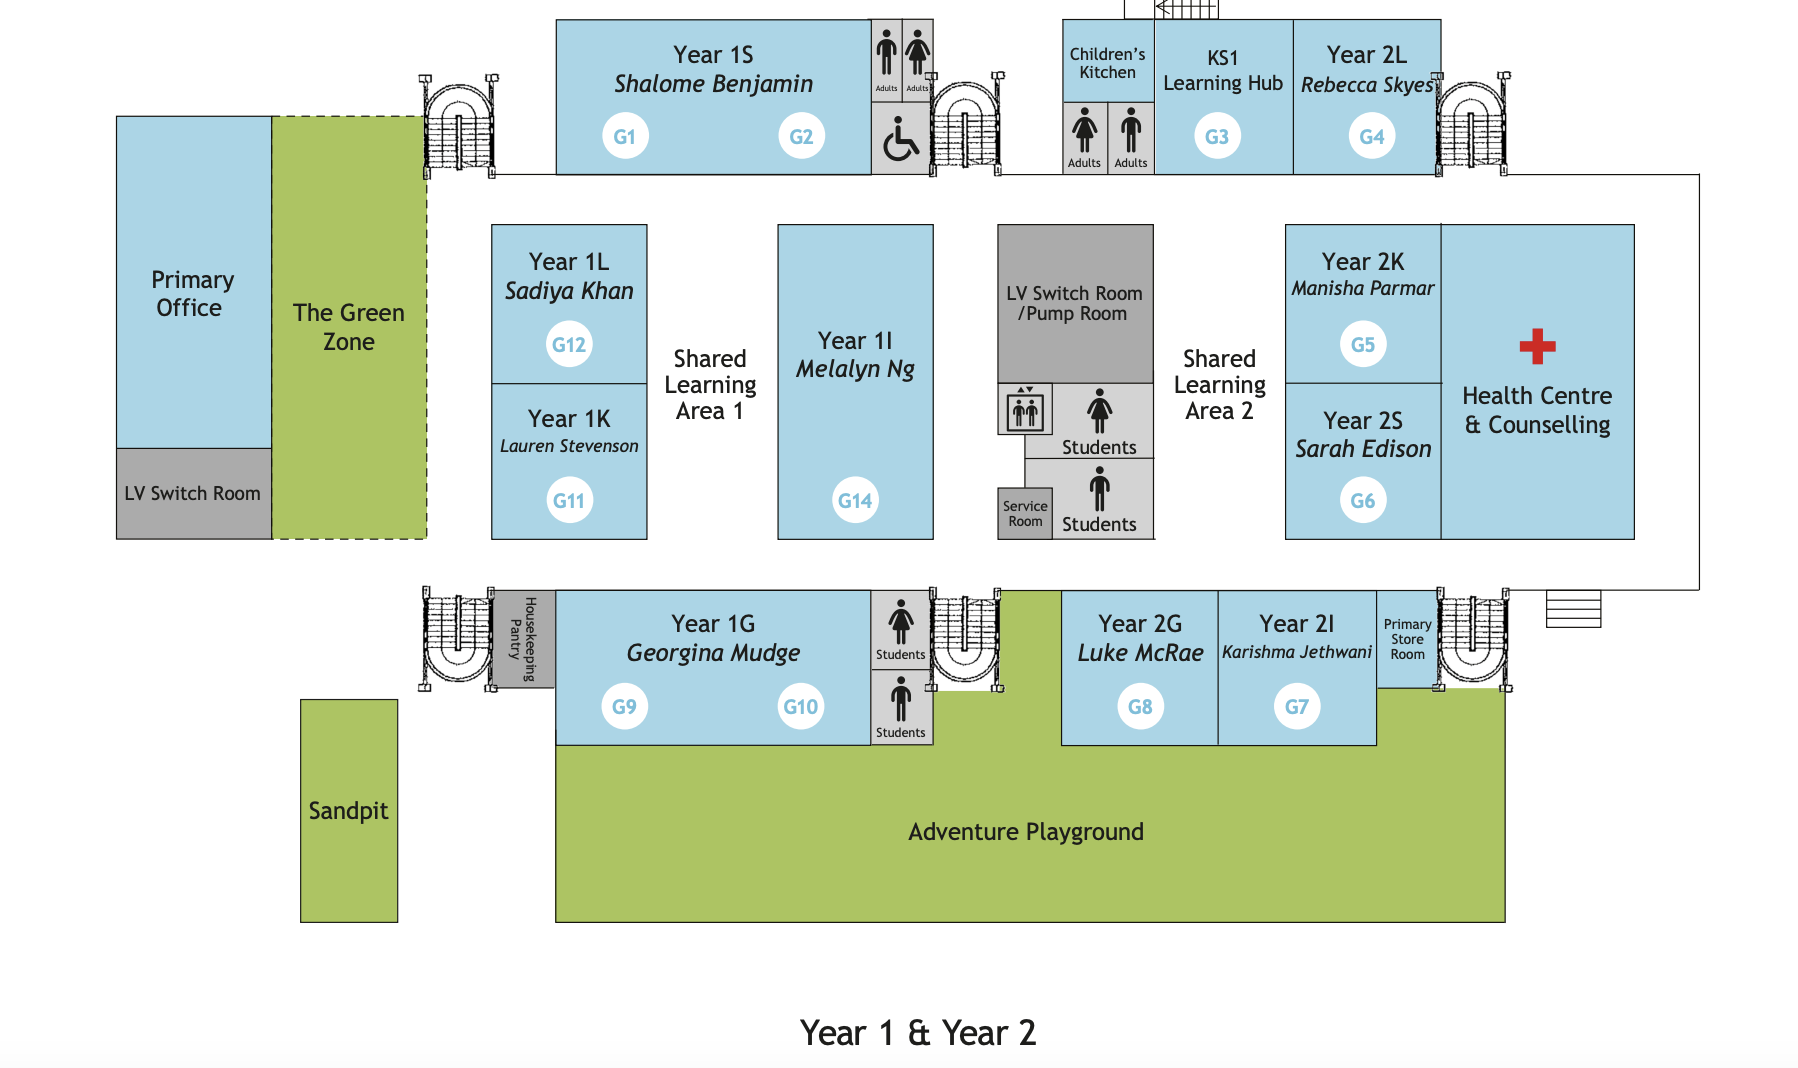 Year 1S
Shalome Benjamin
G1
G2
Adults
Adults
Children's
Kitchen
Adults
Adults
KS1
Learning Hub
G3
Year 2L
Rebecca Skyes
G4
Primary
Office
LV Switch Room
The Green
Zone
Year 1L
Sadiya Khan
G12
Year 1K
Lauren Stevenson
G11
Shared
Learning
Area 1
Year 1I
Melalyn Ng
G14
LV Switch Room
/Pump Room
Students
Service
Room
Students
Shared
Learning
Area 2
Year 2K
Manisha Parmar
G5
Year 2S
Sarah Edison
G6
Health Centre
& Counselling
Housekeeping
Pantry
Year 1G
Georgina Mudge
G9
G10
Students
Students
Year 2G
Luke McRae
G8
Year 2I
Karishma Jethwani
G7
Primary
Store
Room
Sandpit
Adventure Playground
Year 1 & Year 2